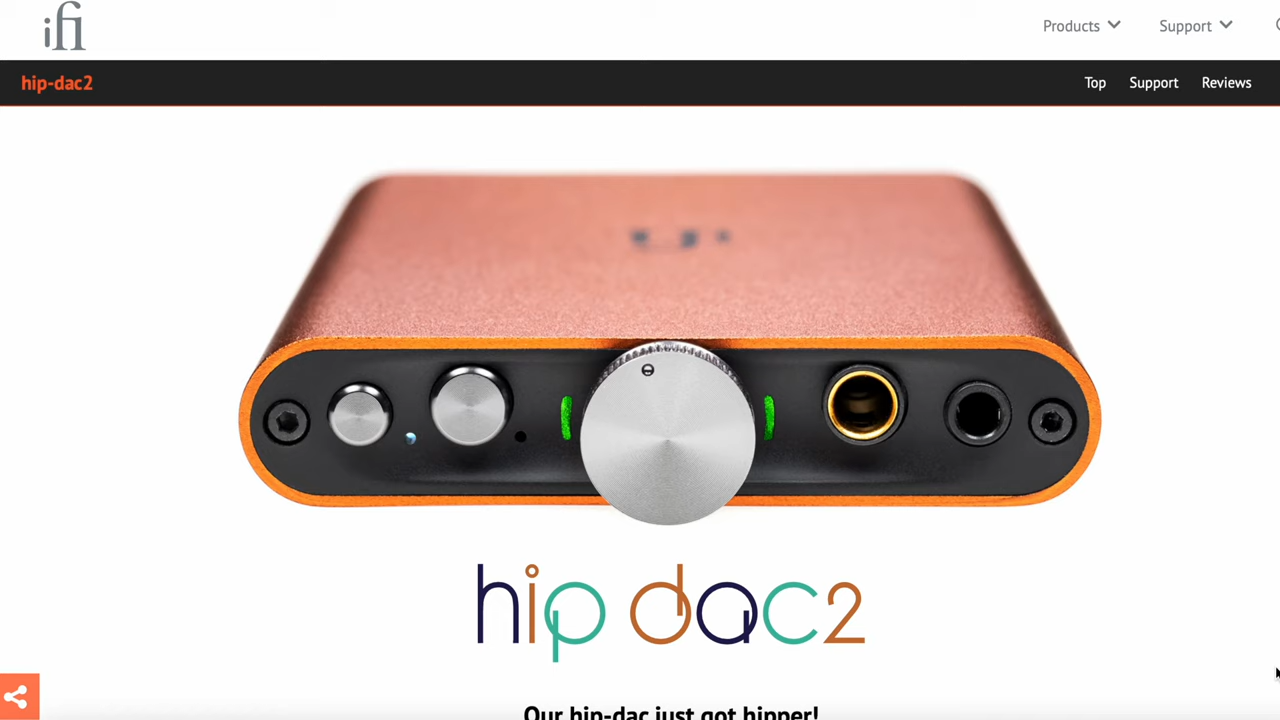 ifi
Products
Support
hip-dac2
Top
Support
Reviews
hip dac2
Our hip-dac just got hipper!